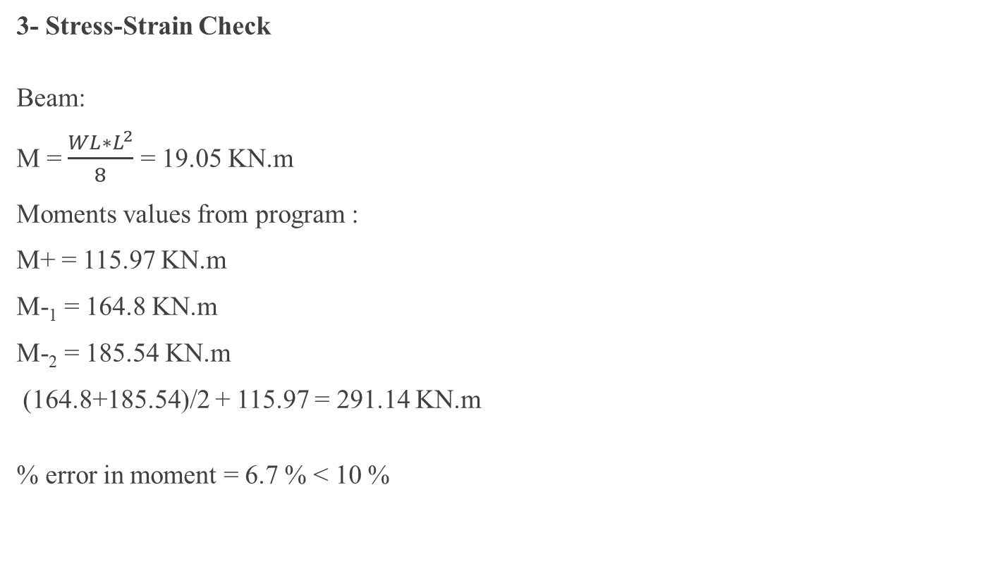 3- Stress-Strain Check
Beam:
M = \frac{WL*L^2}{8} = 19.05 KN.m
Moments values from program :
M+ = 115.97 KN.m
M-₁ = 164.8 KN.m
M-₂ = 185.54 KN.m
(164.8+185.54)/2 + 115.97 = 291.14 KN.m
% error in moment = 6.7 % < 10 %